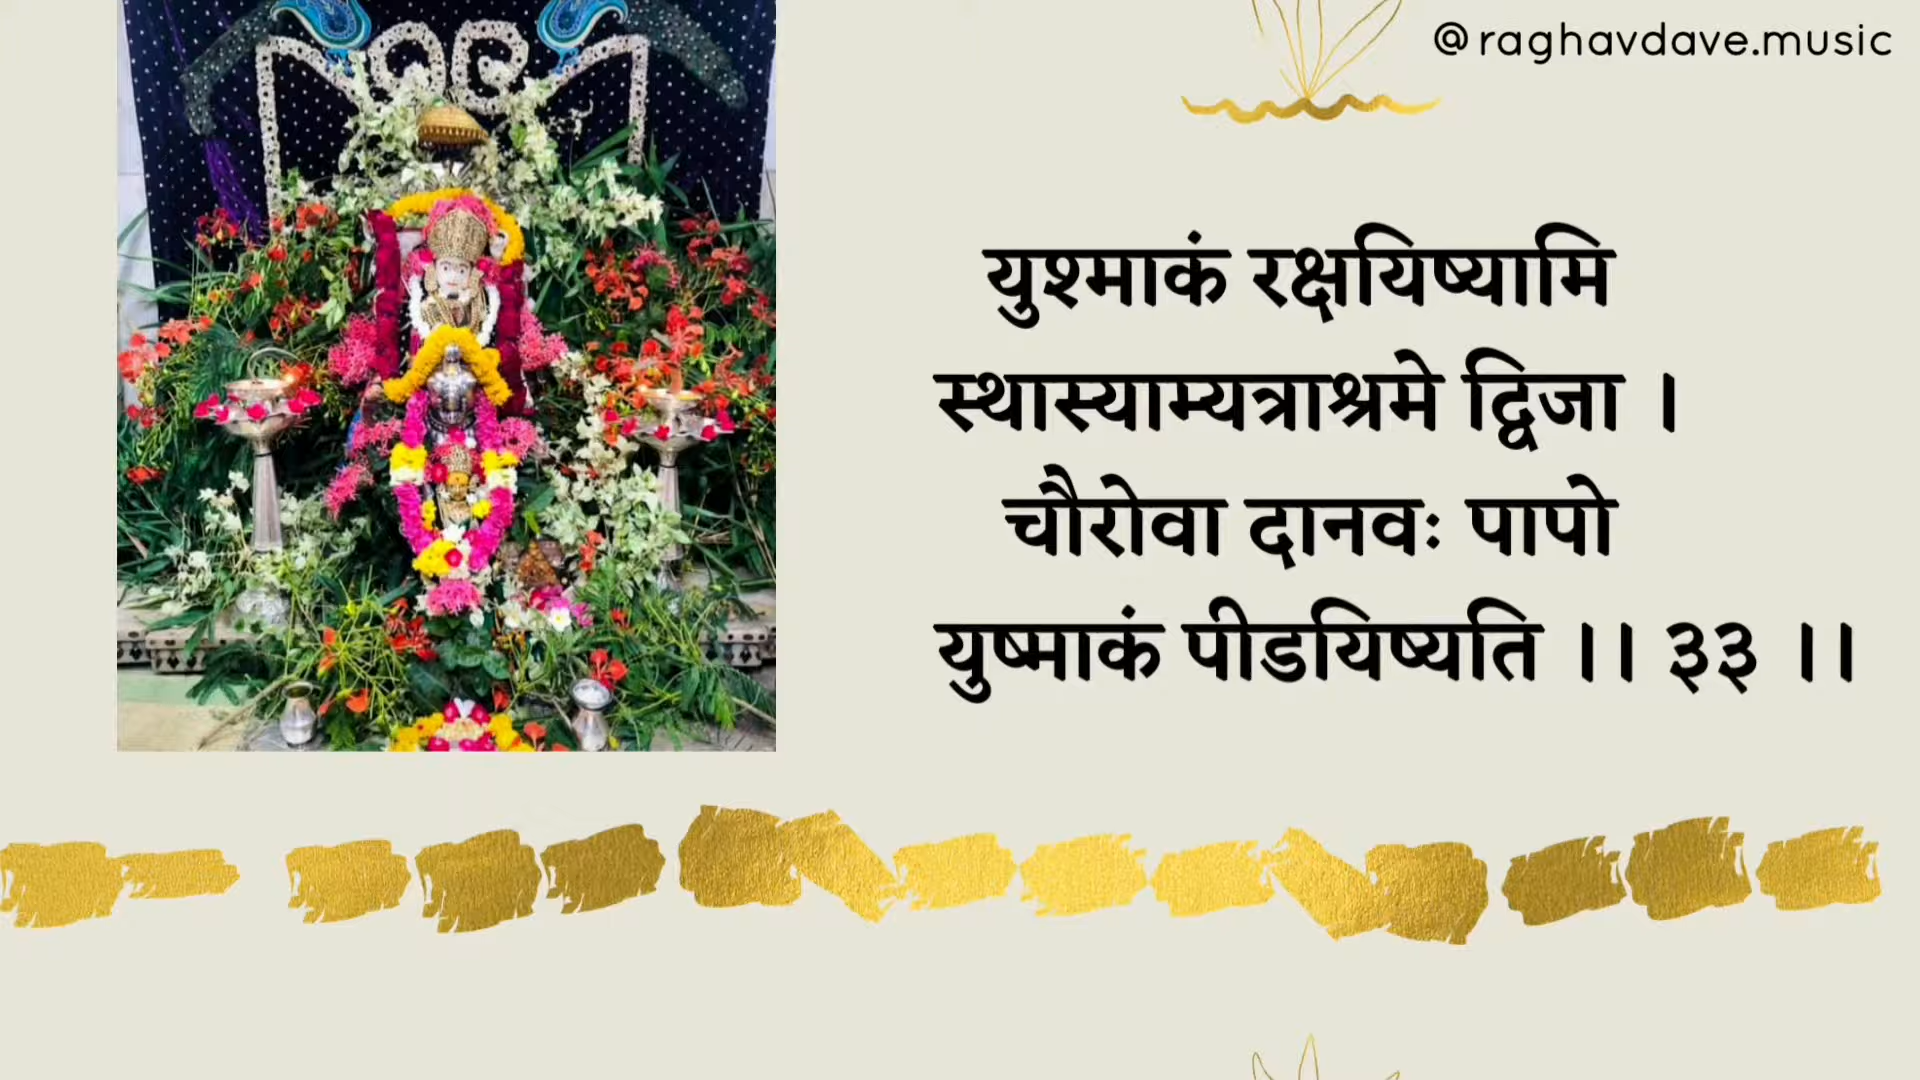 @raghavdave.music
युश्माकं रक्षयिष्यामि
स्थास्याम्यत्राश्रमे द्विजा ।
चौरोवा दानवः पापो
युष्माकं पीडयिष्यति ।। ३३ ।।